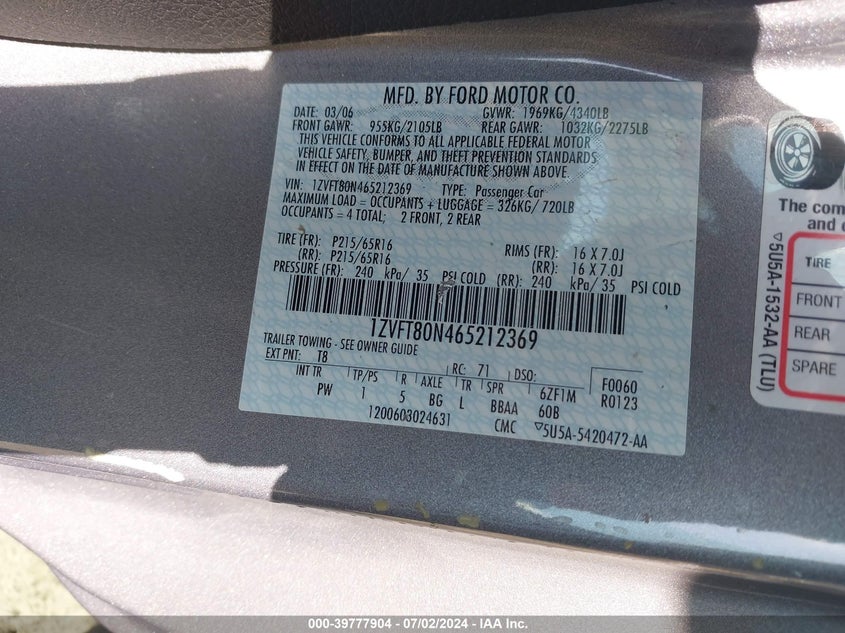 MFD. BY FORD MOTOR CO.
DATE: 03/06 GVWR: 1969KG/4340LB
FRONT GAWR: 955KG/2105LB REAR GAWR: 1032KG/2275LB
THIS VEHICLE CONFORMS TO ALL APPLICABLE FEDERAL MOTOR
VEHICLE SAFETY, BUMPER, AND THEFT PREVENTION STANDARDS
IN EFFECT ON THE DATE OF MANUFACTURE SHOWN ABOVE.
VIN: 1ZVFT80N465212369 TYPE: Passenger Car
MAXIMUM LOAD = OCCUPANTS + LUGGAGE = 326KG/ 720LB
OCCUPANTS = 4 TOTAL; 2 FRONT, 2 REAR
TIRE (FR): P215/65R16 RIMS (FR): 16 X 7.0J
(RR): P215/65R16 (RR): 16 X 7.0J
PRESSURE (FR): 240 kPa/ 35 PSI COLD (RR): 240 kPa/ 35 PSI COLD
1ZVFT80N465212369
TRAILER TOWING - SEE OWNER GUIDE
EXT PNT: T8 RC: 71 DSO: F0060
INT TR TP/PS R AXLE TR SPR 6ZF1M R0123
PW 1 5 BG L BBAA 60B
1200603024631 CMC ▽5U5A-5420472-AA
The com
and c
TIRE
FRONT
REAR
SPARE
▽5U5A-1532-AA (TLU)
000-39777904 - 07/02/2024 - IAA Inc.